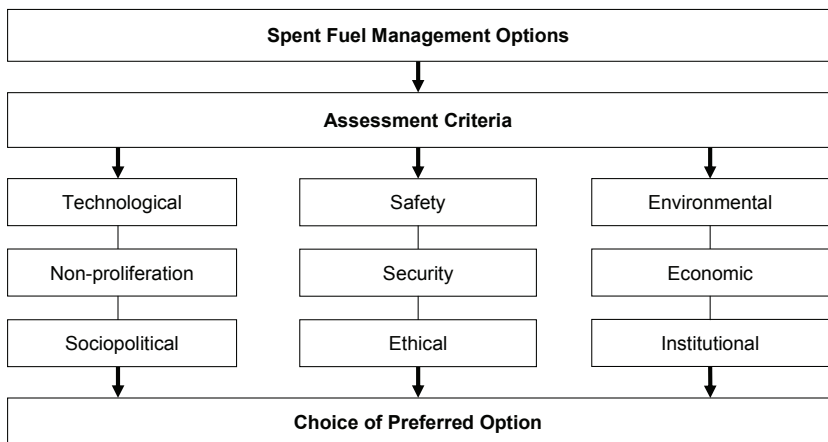 Spent Fuel Management Options
Assessment Criteria
Technological
Safety
Environmental
Non-proliferation
Security
Economic
Sociopolitical
Ethical
Institutional
Choice of Preferred Option